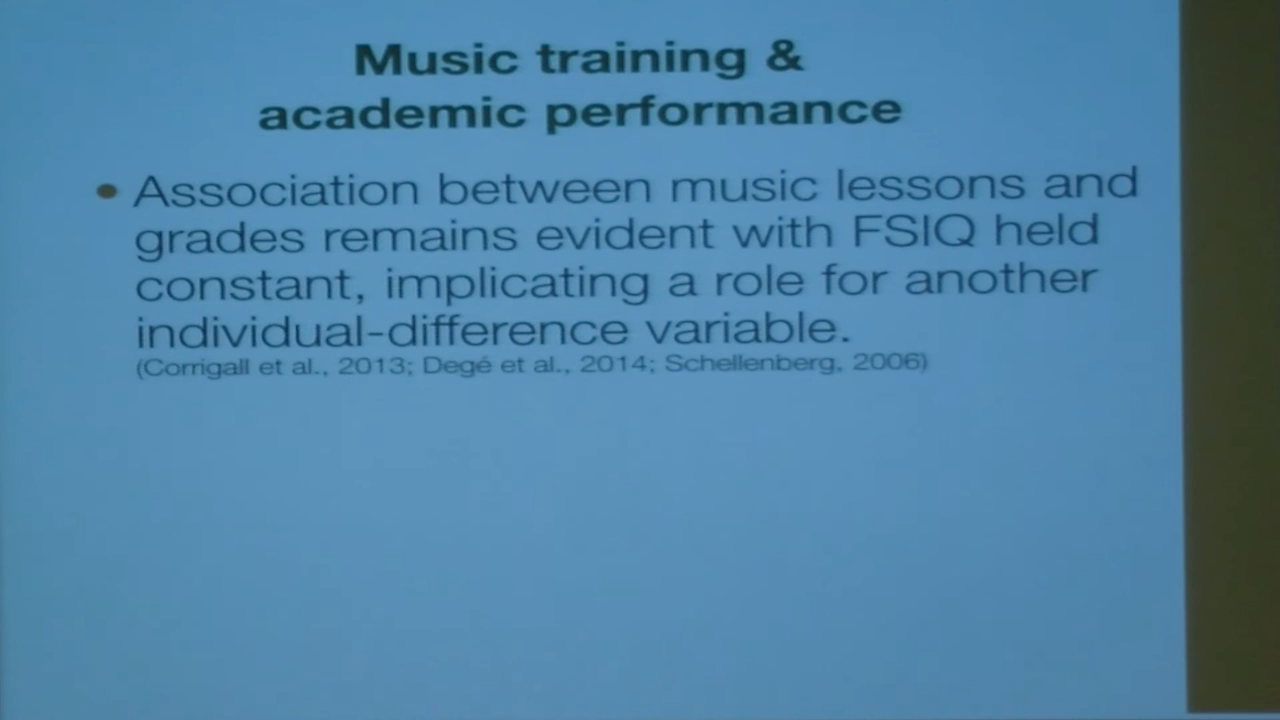 Music training &
academic performance
• Association between music lessons and
grades remains evident with FSIQ held
constant, implicating a role for another
individual-difference variable.
(Corrigall et al., 2013; Degé et al., 2014; Schellenberg, 2006)